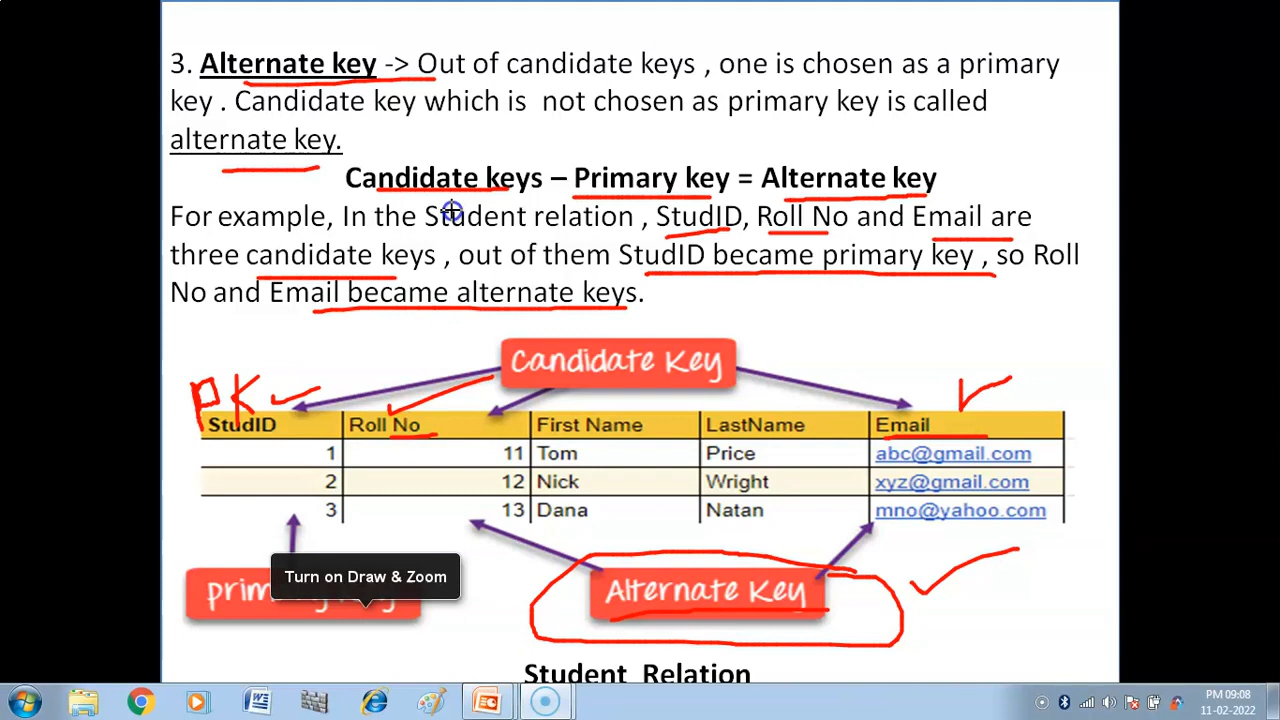 3. Alternate key -> Out of candidate keys , one is chosen as a primary
key . Candidate key which is not chosen as primary key is called
alternate key.
Candidate keys – Primary key = Alternate key
For example, In the Student relation , StudID, Roll No and Email are
three candidate keys , out of them StudID became primary key , so Roll
No and Email became alternate keys.
Candidate Key
PK
StudID Roll No First Name LastName Email
1 11 Tom Price abc@gmail.com
2 12 Nick Wright xyz@gmail.com
3 13 Dana Natan mno@yahoo.com
Turn on Draw & Zoom
Alternate Key
Student Relation
PM 09:08
11-02-2022